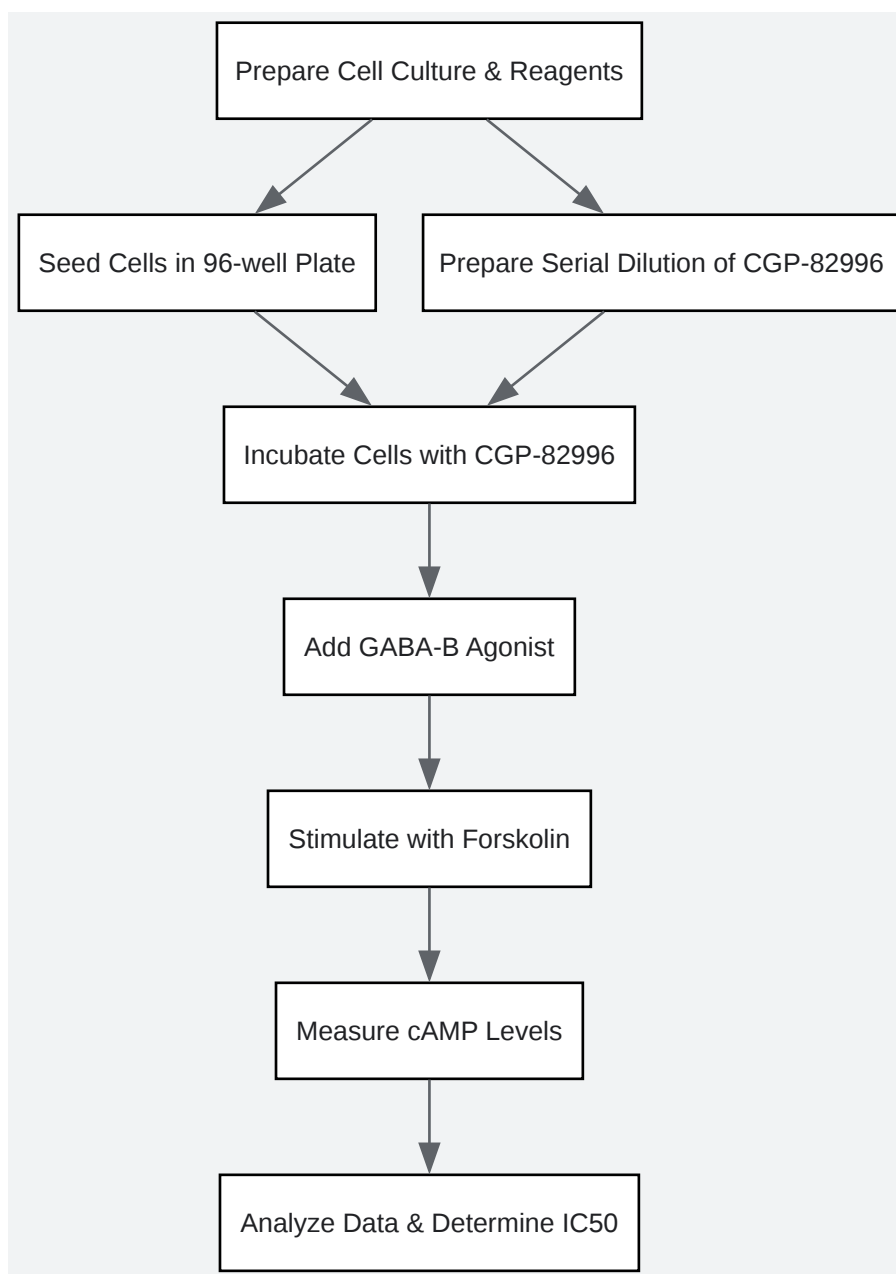 Prepare Cell Culture & Reagents
Seed Cells in 96-well Plate
Prepare Serial Dilution of CGP-82996
Incubate Cells with CGP-82996
Add GABA-B Agonist
Stimulate with Forskolin
Measure cAMP Levels
Analyze Data & Determine IC50